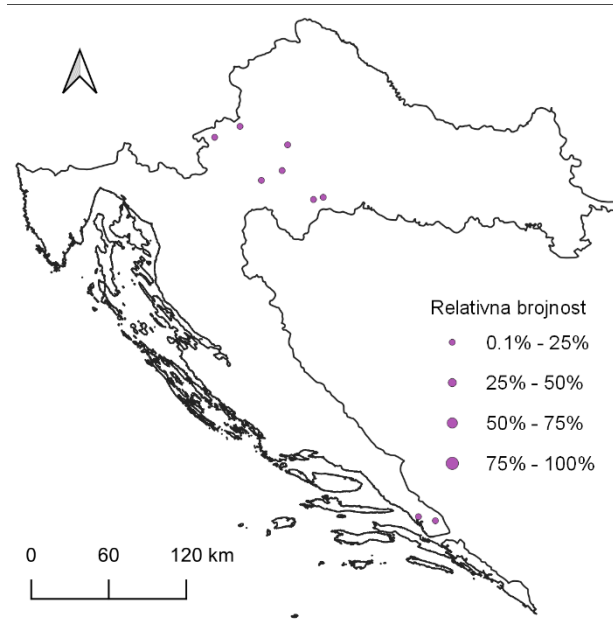 Relativna brojnost
0.1% - 25%
25% - 50%
50% - 75%
75% - 100%
0 60 120 km